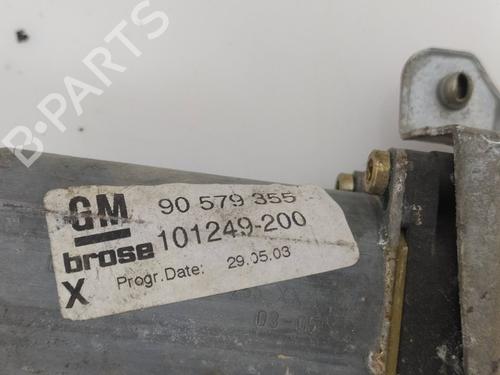 B-PARTS
GM 90 579 355
brose 101249-200
X Progr.Date: 29.05.03